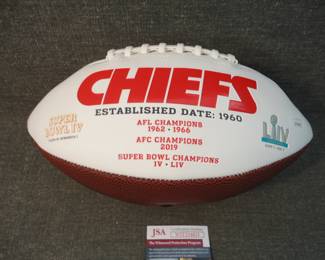 CHIEFS
ESTABLISHED DATE: 1960
AFL CHAMPIONS
1962 • 1966
AFC CHAMPIONS
2019
SUPER BOWL CHAMPIONS
IV • LIV
SUPER
BOWL IV
LIV
JSA